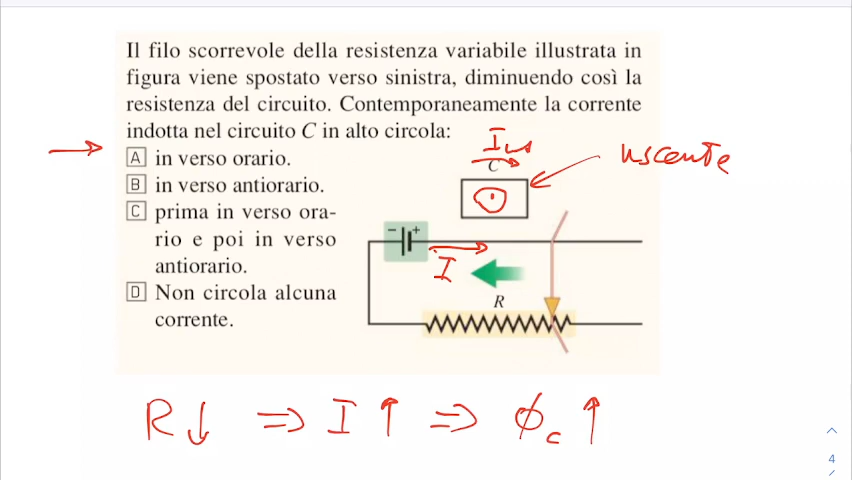 Il filo scorrevole della resistenza variabile illustrata in
figura viene spostato verso sinistra, diminuendo così la
resistenza del circuito. Contemporaneamente la corrente
indotta nel circuito C in alto circola:
A in verso orario.
B in verso antiorario.
C prima in verso ora-
rio e poi in verso
antiorario.
D Non circola alcuna
corrente.
C
uscente
- +
I
R
R↓ ⇒ I↑ ⇒ ϕc↑
4